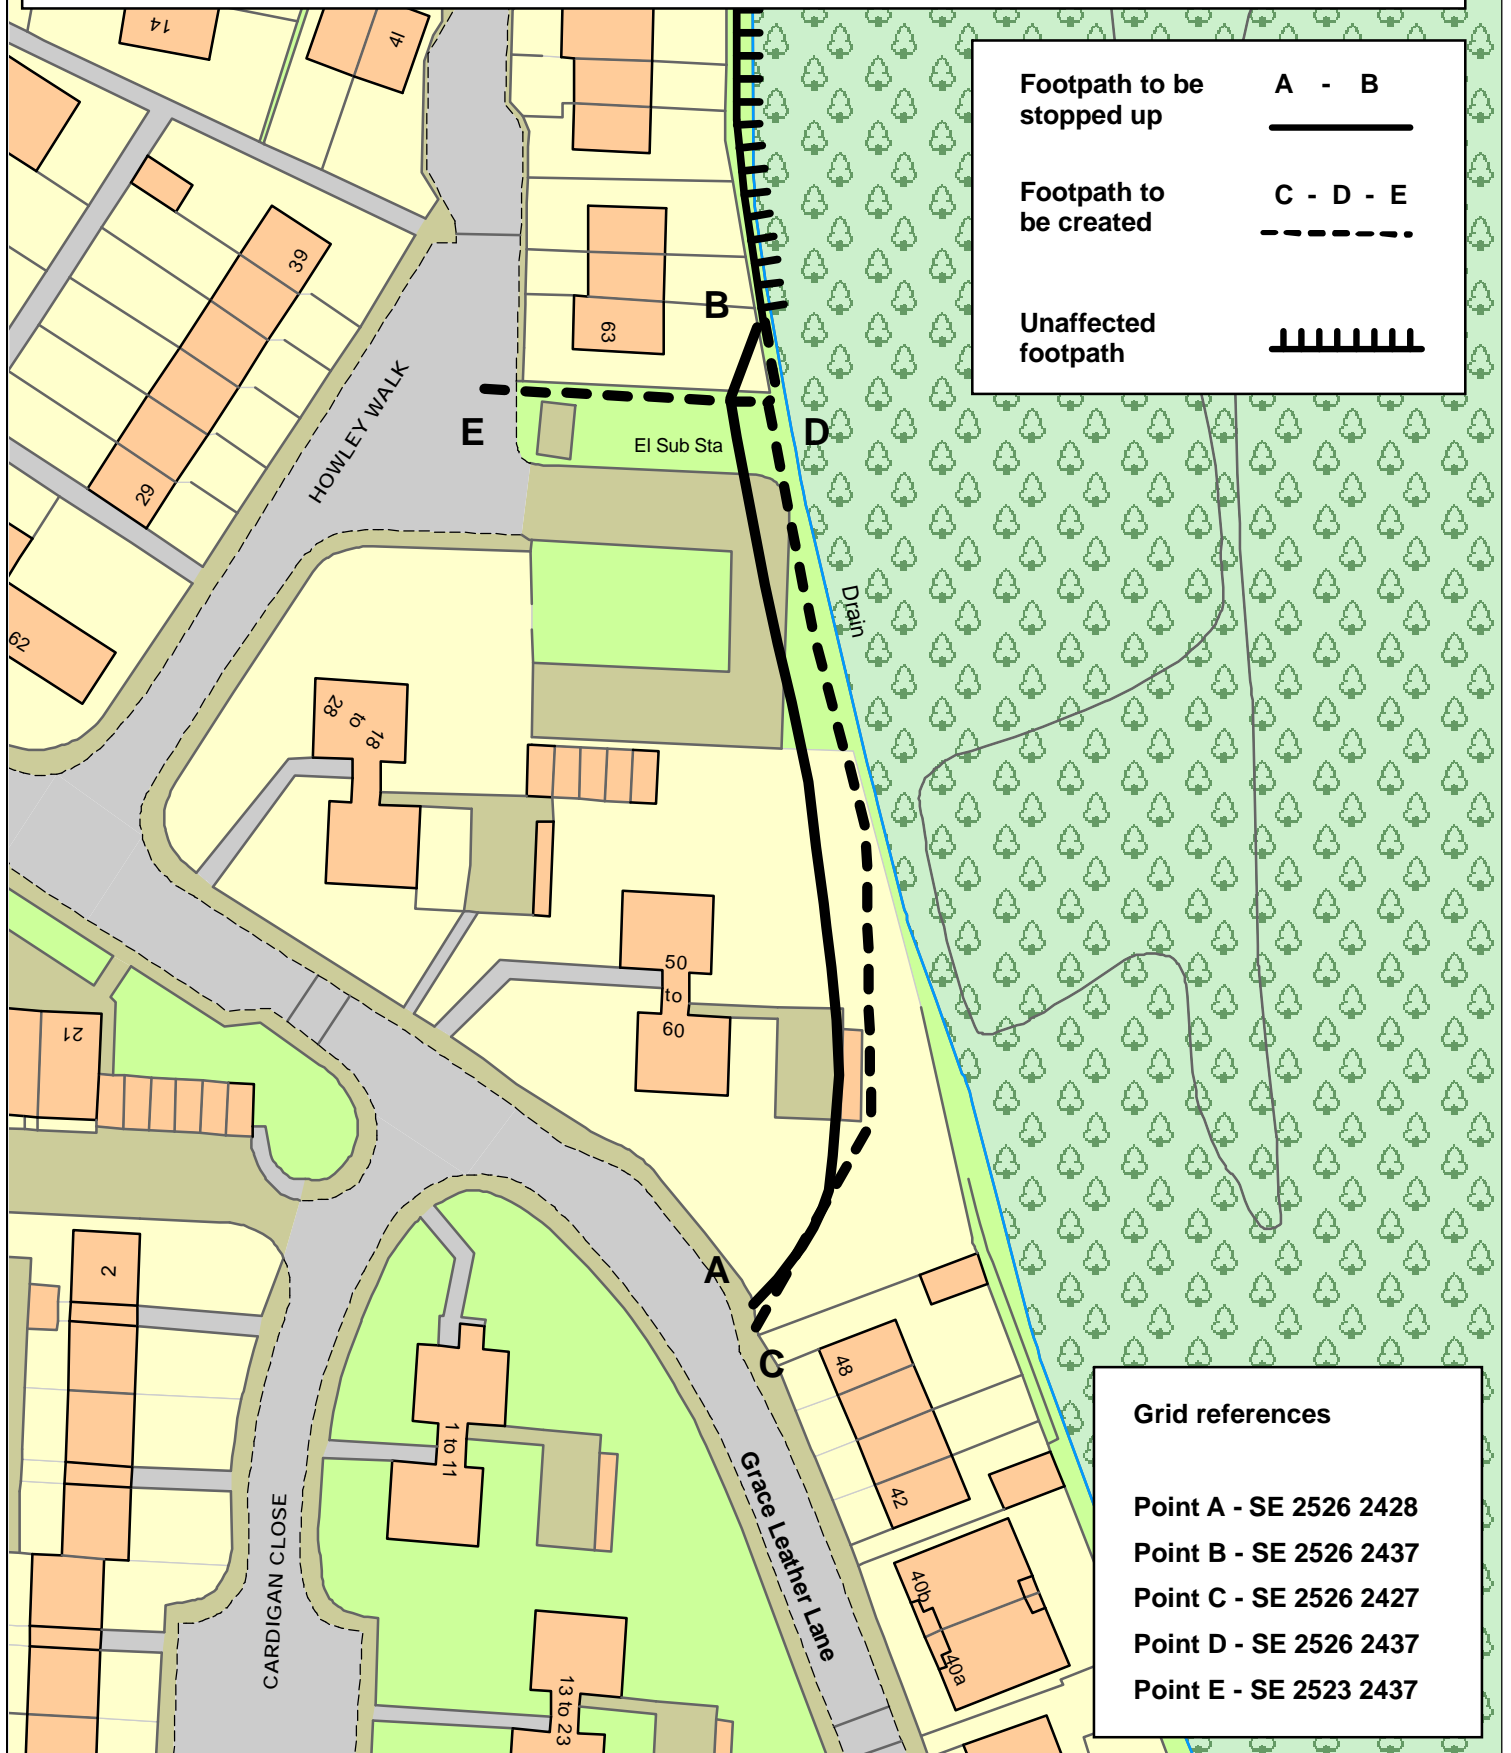 14
41
Footpath to be
stopped up
A - B
Footpath to
be created
C - D - E
Unaffected
footpath
39
B
63
HOWLEY WALK
E
D
El Sub Sta
29
Drain
62
28
to
18
50
to
60
21
A
2
C
48
1 to 11
42
Grace Leather Lane
CARDIGAN CLOSE
40b
40a
13 to 23
Grid references
Point A - SE 2526 2428
Point B - SE 2526 2437
Point C - SE 2526 2427
Point D - SE 2526 2437
Point E - SE 2523 2437